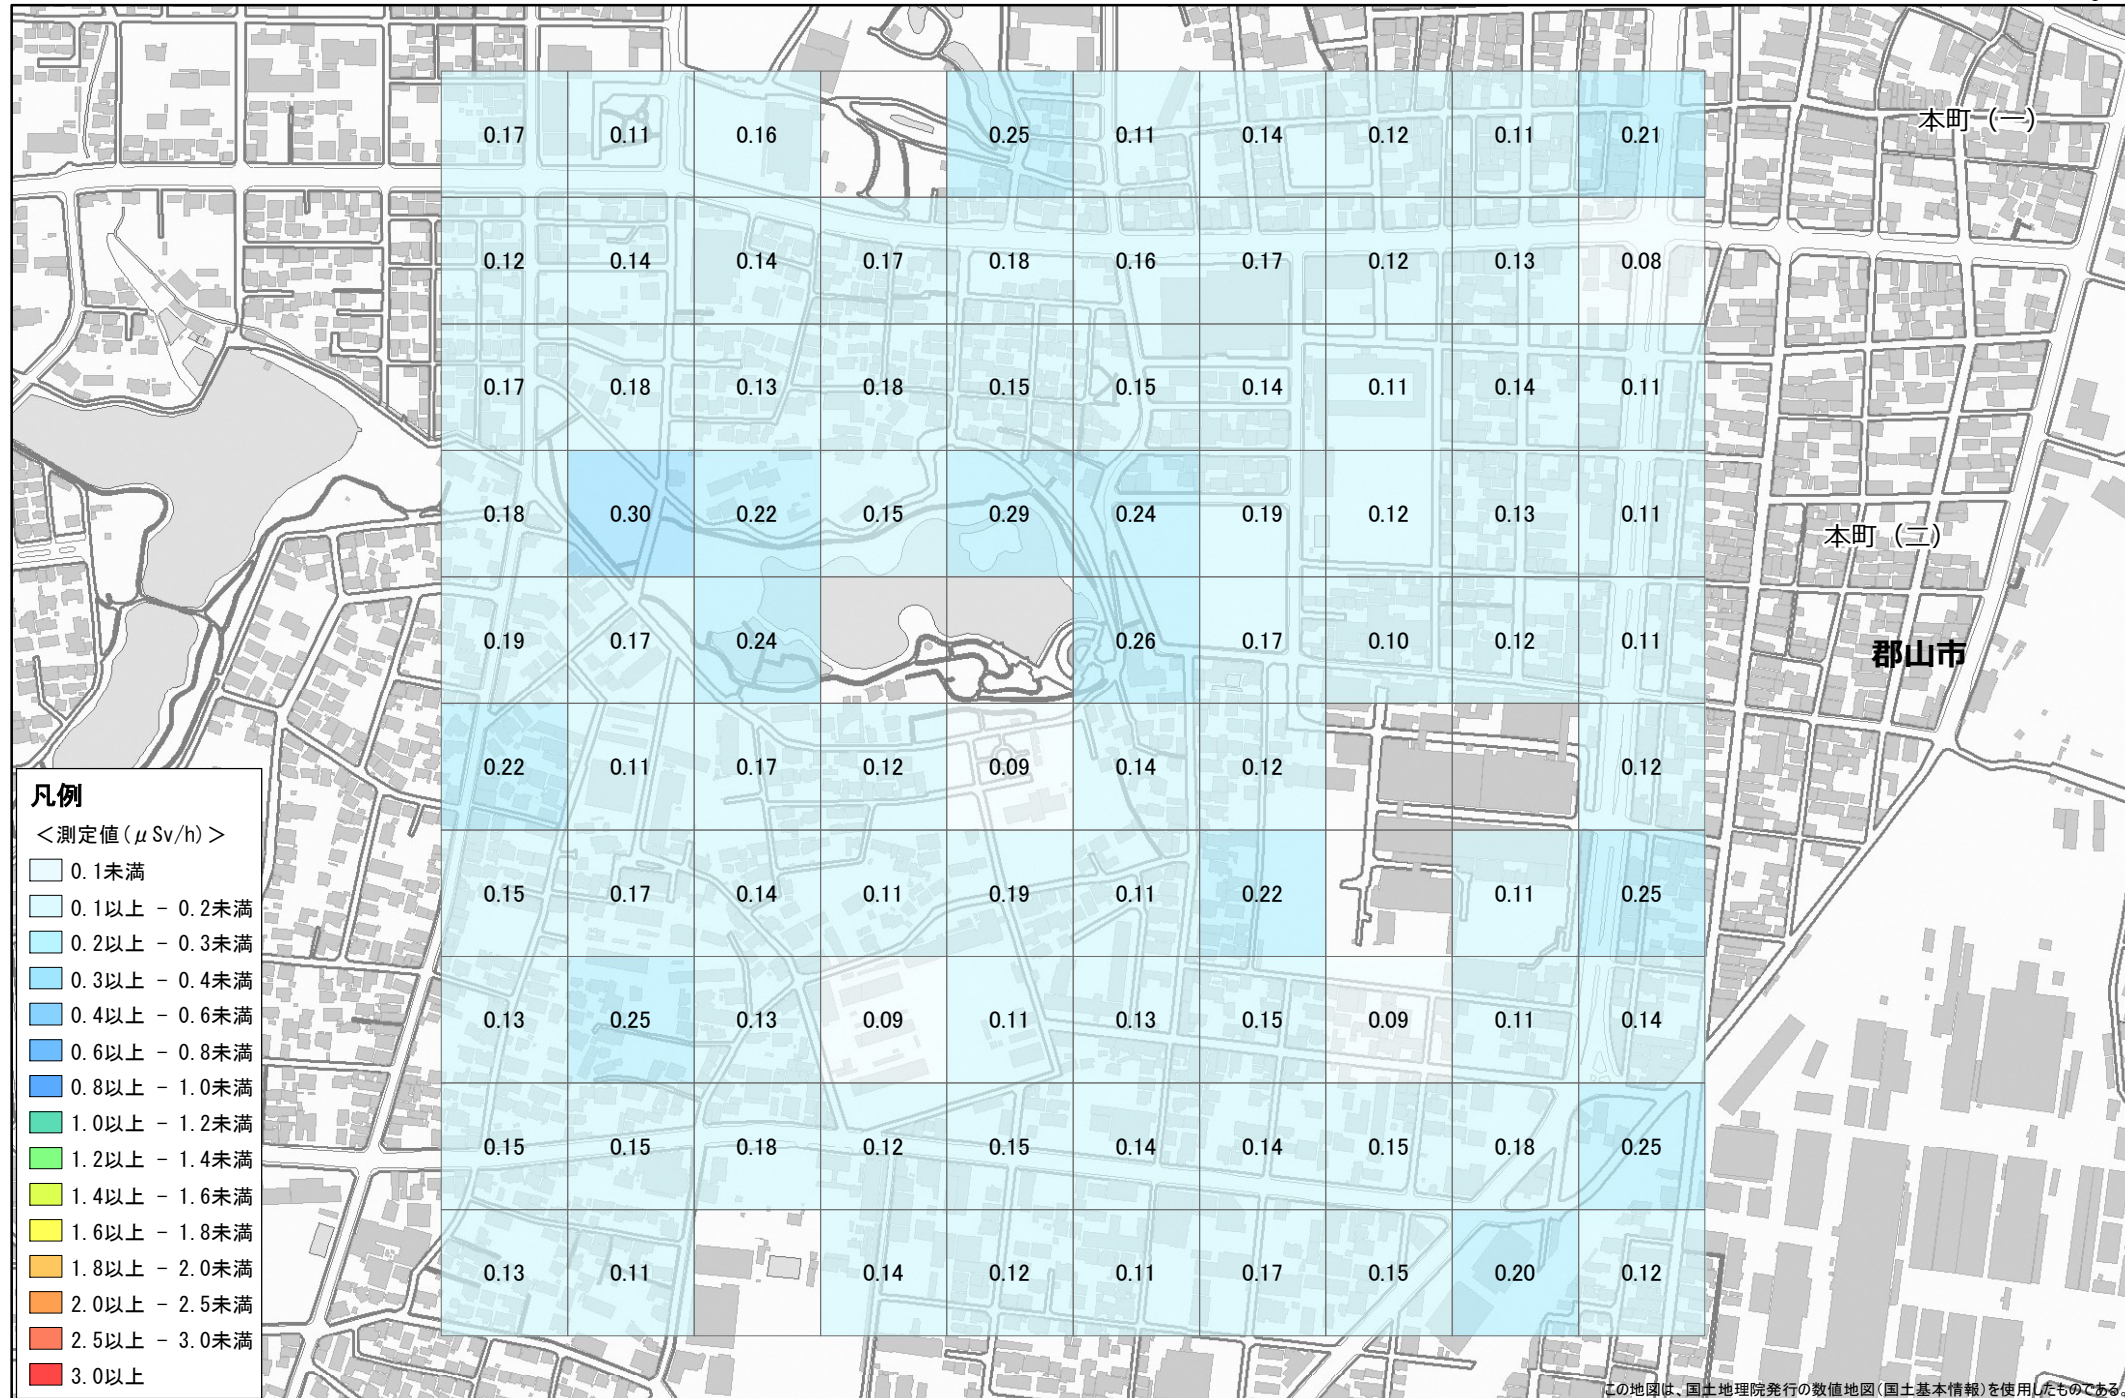 本町（一）
0.17 0.11 0.16 0.25 0.11 0.14 0.12 0.11 0.21
0.12 0.14 0.14 0.17 0.18 0.16 0.17 0.12 0.13 0.08
0.17 0.18 0.13 0.18 0.15 0.15 0.14 0.11 0.14 0.11
0.18 0.30 0.22 0.15 0.29 0.24 0.19 0.12 0.13 0.11
本町（二）
0.19 0.17 0.24 0.26 0.17 0.10 0.12 0.11
郡山市
0.22 0.11 0.17 0.12 0.09 0.14 0.12 0.12
0.15 0.17 0.14 0.11 0.19 0.11 0.22 0.11 0.25
0.13 0.25 0.13 0.09 0.11 0.13 0.15 0.09 0.11 0.14
0.15 0.15 0.18 0.12 0.15 0.14 0.14 0.15 0.18 0.25
0.13 0.11 0.14 0.12 0.11 0.17 0.15 0.20 0.12
凡例
＜測定値（μSv/h）＞
0.1未満
0.1以上 － 0.2未満
0.2以上 － 0.3未満
0.3以上 － 0.4未満
0.4以上 － 0.6未満
0.6以上 － 0.8未満
0.8以上 － 1.0未満
1.0以上 － 1.2未満
1.2以上 － 1.4未満
1.4以上 － 1.6未満
1.6以上 － 1.8未満
1.8以上 － 2.0未満
2.0以上 － 2.5未満
2.5以上 － 3.0未満
3.0以上
この地図は、国土地理院発行の数値地図（国土基本情報）を使用したものである。